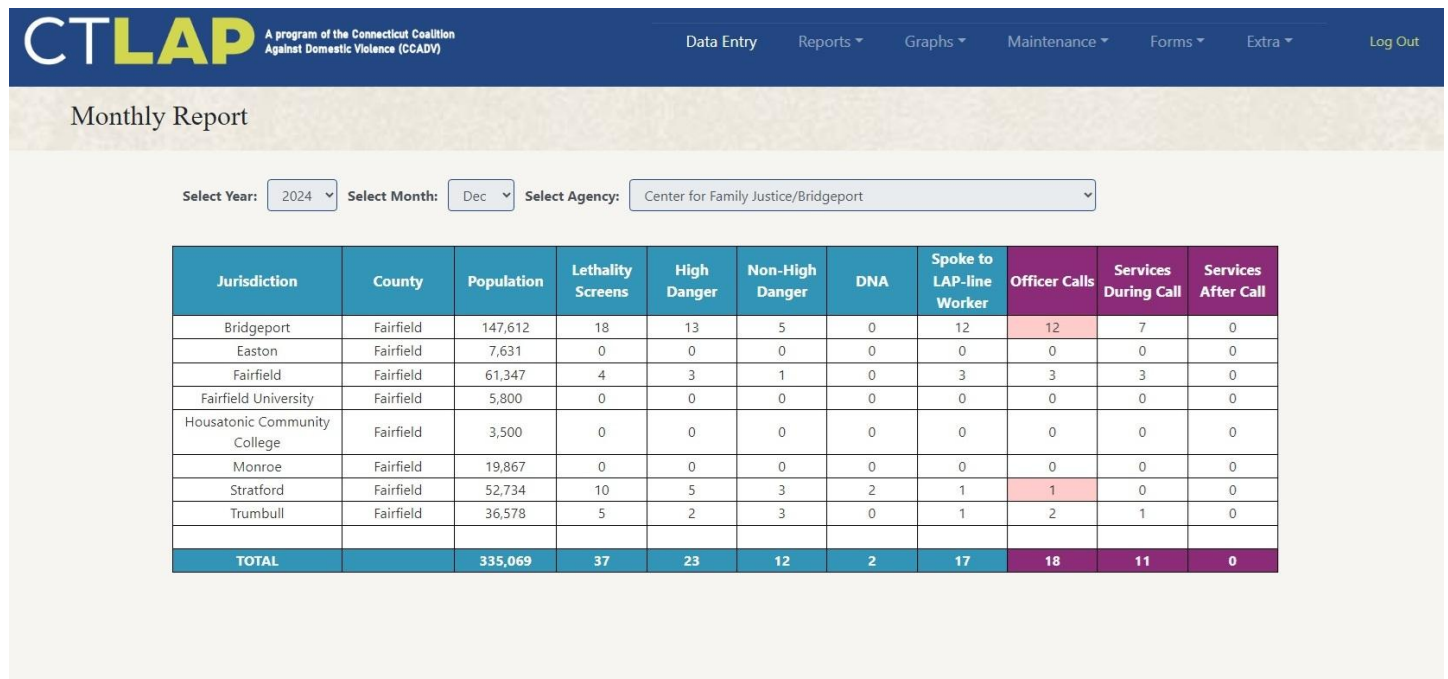 CTLAP
A program of the Connecticut Coalition
Against Domestic Violence (CCADV)
Data Entry Reports Graphs Maintenance Forms Extra Log Out
Monthly Report
Select Year: 2024 Select Month: Dec Select Agency: Center for Family Justice/Bridgeport
Jurisdiction County Population Lethality Screens High Danger Non-High Danger DNA Spoke to LAP-line Worker Officer Calls Services During Call Services After Call
Bridgeport Fairfield 147,612 18 13 5 0 12 12 7 0
Easton Fairfield 7,631 0 0 0 0 0 0 0 0
Fairfield Fairfield 61,347 4 3 1 0 3 3 3 0
Fairfield University Fairfield 5,800 0 0 0 0 0 0 0 0
Housatonic Community College Fairfield 3,500 0 0 0 0 0 0 0 0
Monroe Fairfield 19,867 0 0 0 0 0 0 0 0
Stratford Fairfield 52,734 10 5 3 2 1 1 0 0
Trumbull Fairfield 36,578 5 2 3 0 1 2 1 0
TOTAL 335,069 37 23 12 2 17 18 11 0